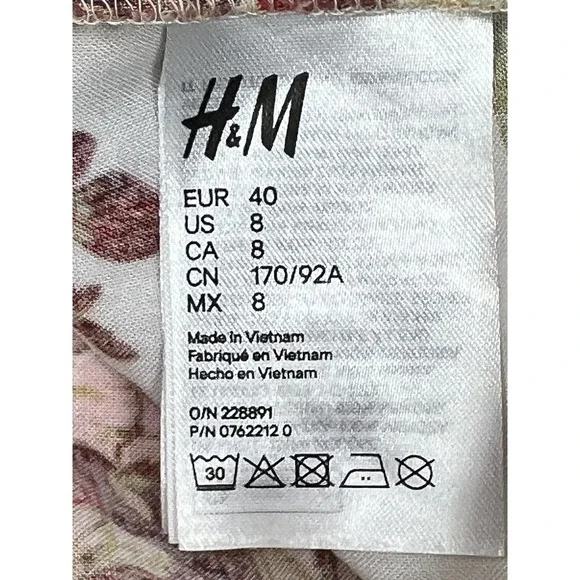 H&M
EUR 40
US 8
CA 8
CN 170/92A
MX 8
Made in Vietnam
Fabriqué en Vietnam
Hecho en Vietnam
O/N 228891
P/N 0762212 0
30